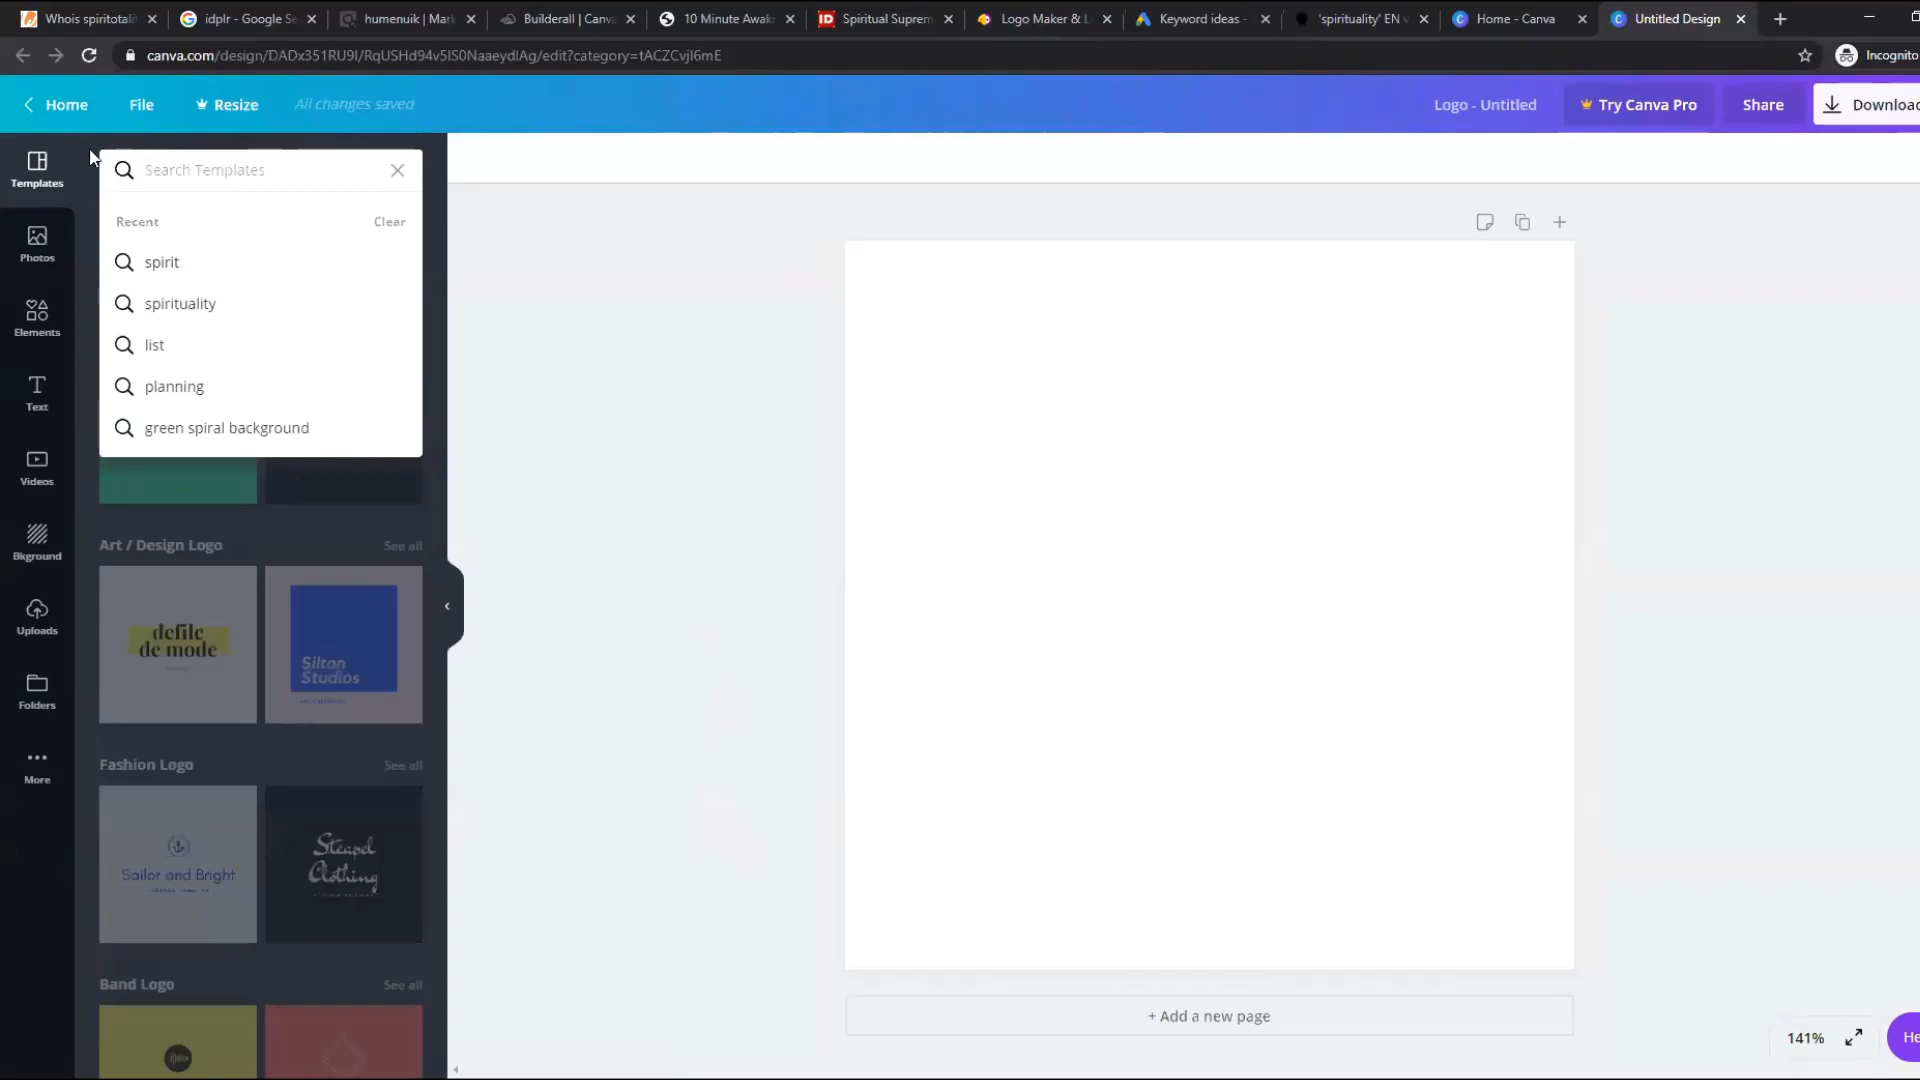 Whois spiritotali
idplr - Google Se
humenuik | Mark
Builderall | Canva
10 Minute Awak
Spiritual Suprem
Logo Maker & L
Keyword ideas -
'spirituality' EN v
Home - Canva
Untitled Design
canva.com/design/DADx351RU9I/RqUSHd94v5IS0NaaeydlAg/edit?category=tACZCvjI6mE
Incognito
Home
File
Resize
All changes saved
Logo - Untitled
Try Canva Pro
Share
Download
Templates
Photos
Elements
Text
Videos
Bkground
Uploads
Folders
More
Search Templates
Recent
Clear
spirit
spirituality
list
planning
green spiral background
Art / Design Logo
See all
defile
de mode
Silton
Studios
Fashion Logo
See all
Sailor and Bright
Steapel
Clothing
Band Logo
See all
+ Add a new page
141%
He